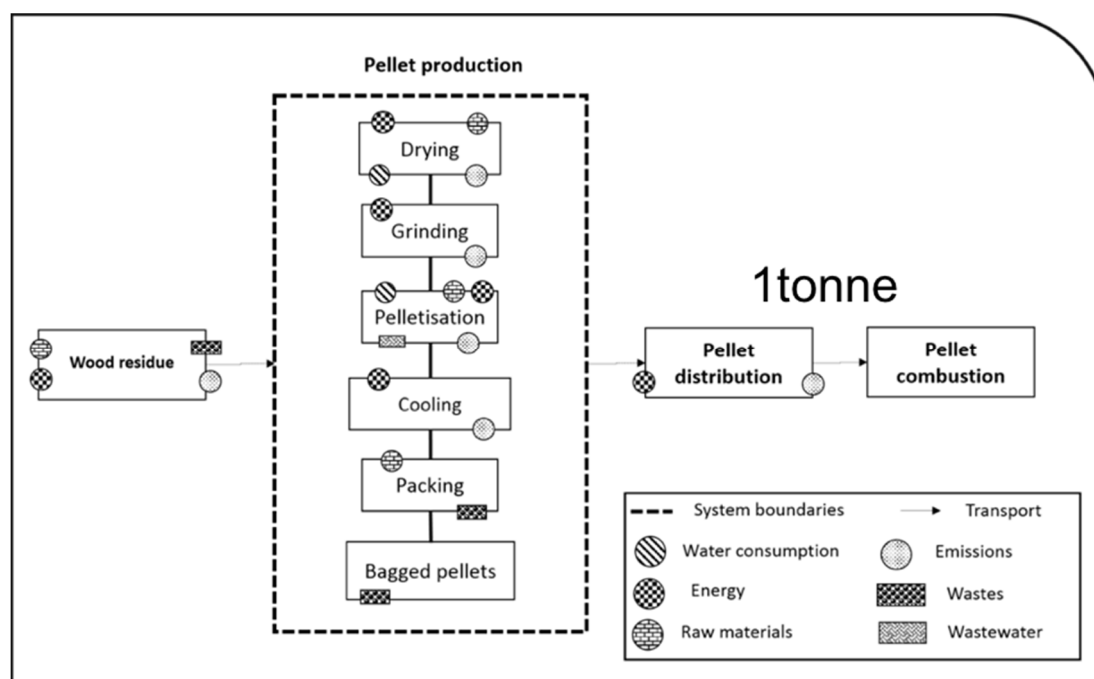 Pellet production
Drying
Grinding
Pelletisation
Cooling
Packing
Bagged pellets
Wood residue
1tonne
Pellet
distribution
Pellet
combustion
System boundaries
Transport
Water consumption
Emissions
Energy
Wastes
Raw materials
Wastewater